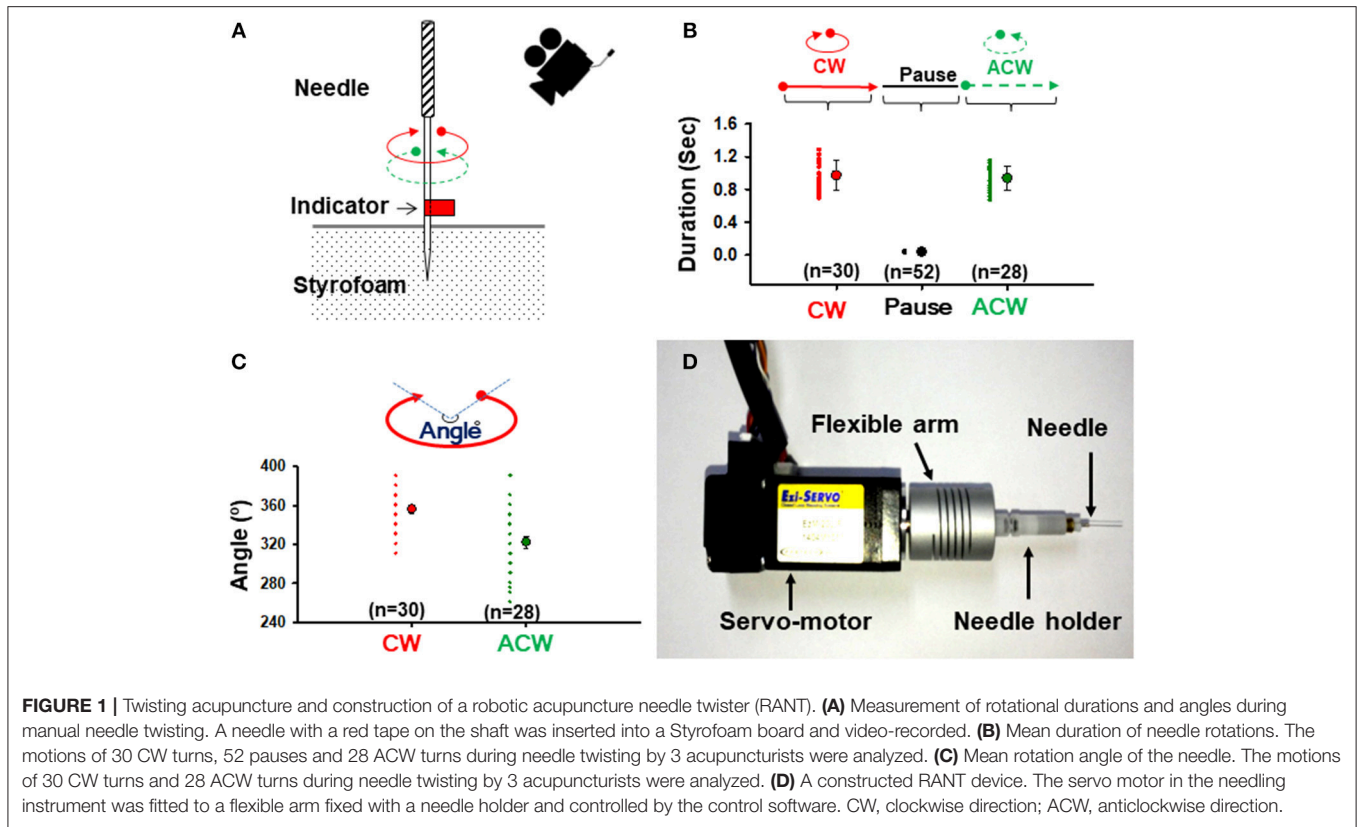 A
Needle
Indicator
Styrofoam
B
CW
Pause
ACW
Duration (Sec)
1.6
1.2
0.8
0.4
0.0
(n=30) (n=52) (n=28)
CW Pause ACW
C
Angle°
Angle (º)
400
360
320
280
240
(n=30) (n=28)
CW ACW
D
Flexible arm
Needle
Ezi-SERVO
Servo-motor
Needle holder
FIGURE 1 | Twisting acupuncture and construction of a robotic acupuncture needle twister (RANT). (A) Measurement of rotational durations and angles during
manual needle twisting. A needle with a red tape on the shaft was inserted into a Styrofoam board and video-recorded. (B) Mean duration of needle rotations. The
motions of 30 CW turns, 52 pauses and 28 ACW turns during needle twisting by 3 acupuncturists were analyzed. (C) Mean rotation angle of the needle. The motions
of 30 CW turns and 28 ACW turns during needle twisting by 3 acupuncturists were analyzed. (D) A constructed RANT device. The servo motor in the needling
instrument was fitted to a flexible arm fixed with a needle holder and controlled by the control software. CW, clockwise direction; ACW, anticlockwise direction.